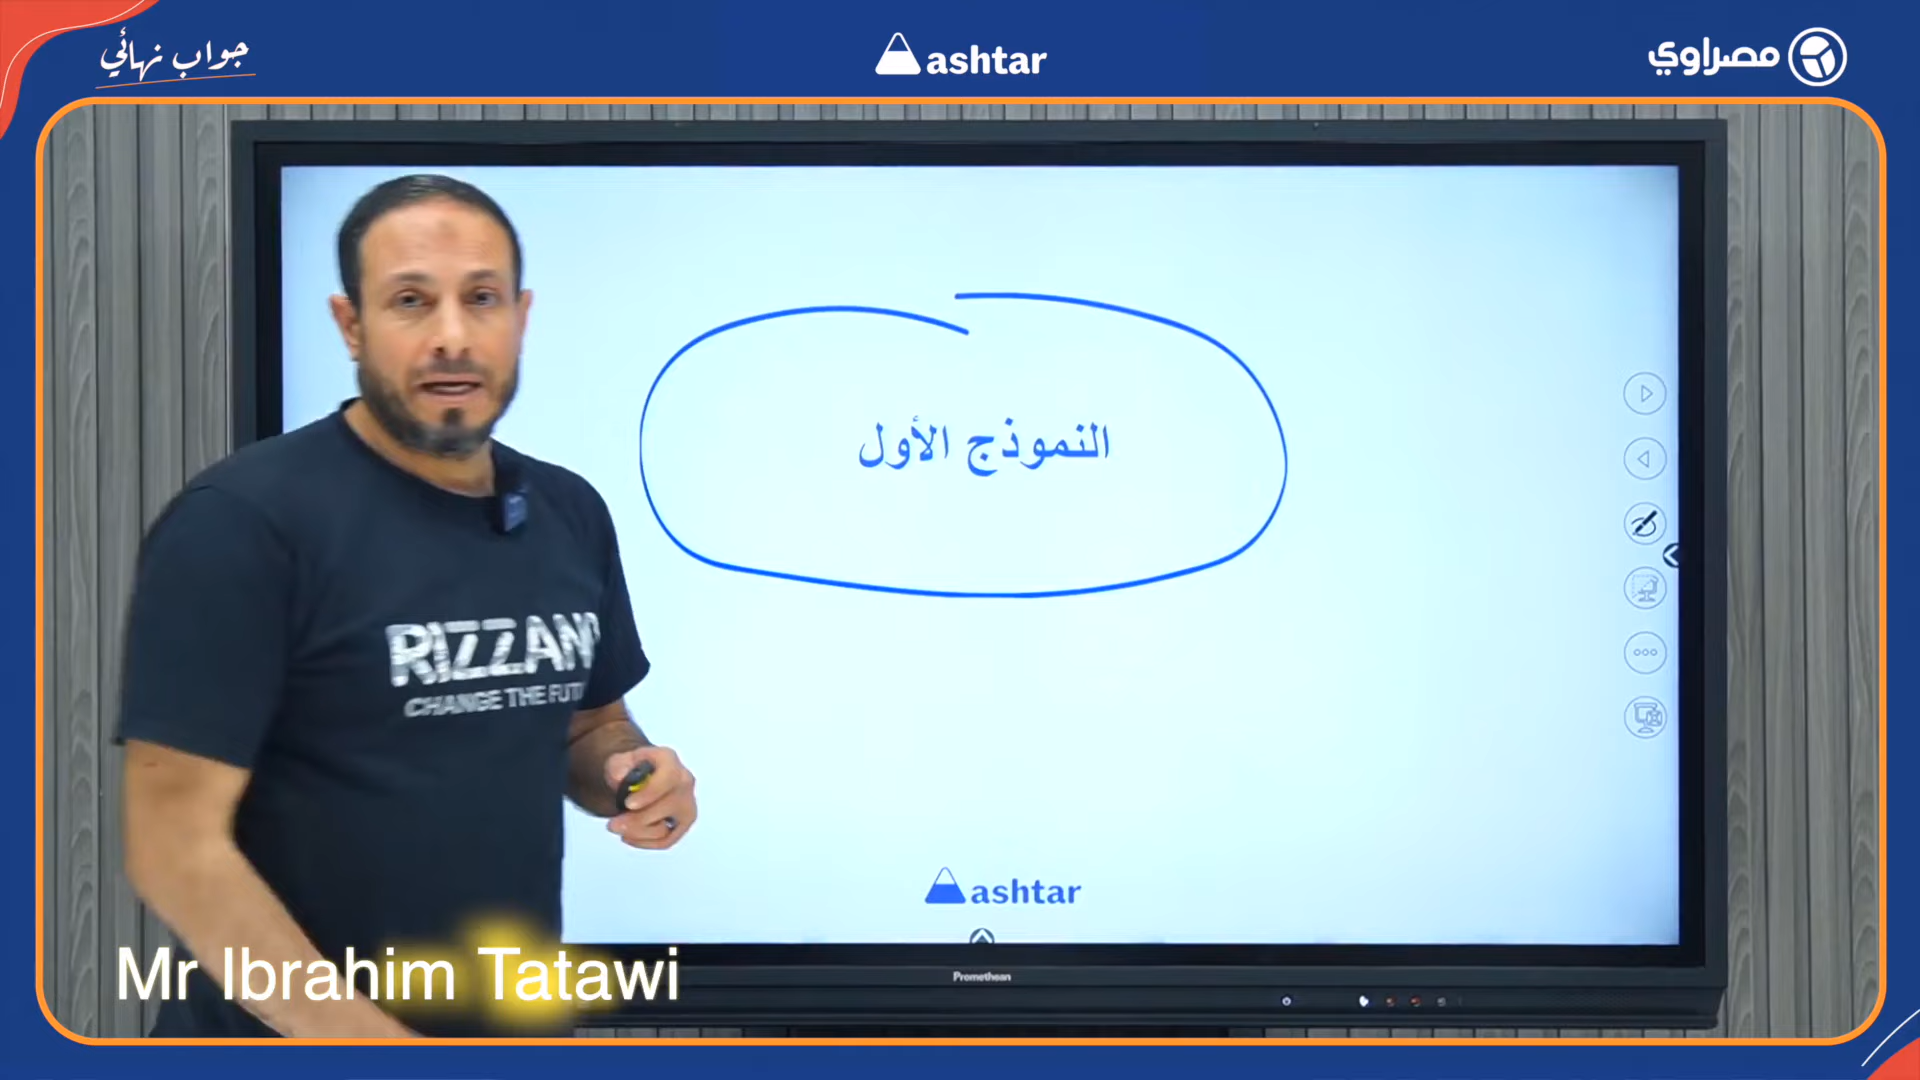 جواب نهائي
ashtar
مصراوي
النموذج الأول
RIZZAN
CHANGE THE FUT
ashtar
Mr Ibrahim Tatawi
Promethean